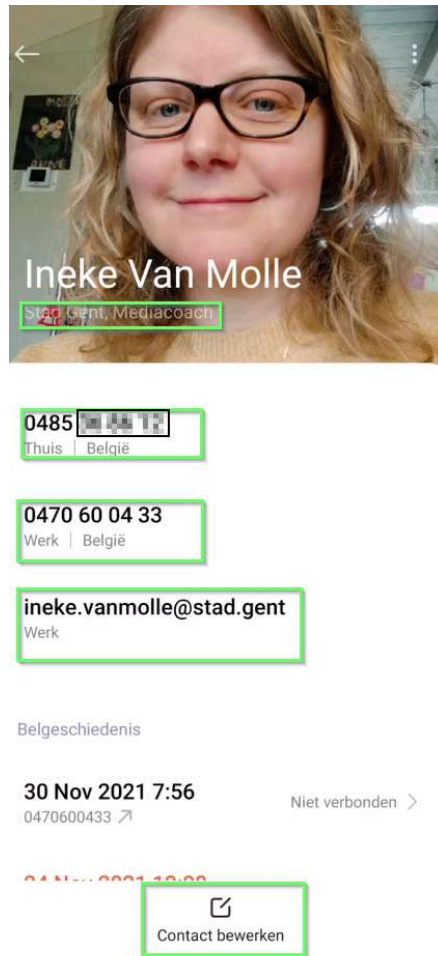 Ineke Van Molle
Stad Gent, Mediacoach
0485
Thuis | België
0470 60 04 33
Werk | België
ineke.vanmolle@stad.gent
Werk
Belgeschiedenis
30 Nov 2021 7:56
Niet verbonden
0470600433
Contact bewerken